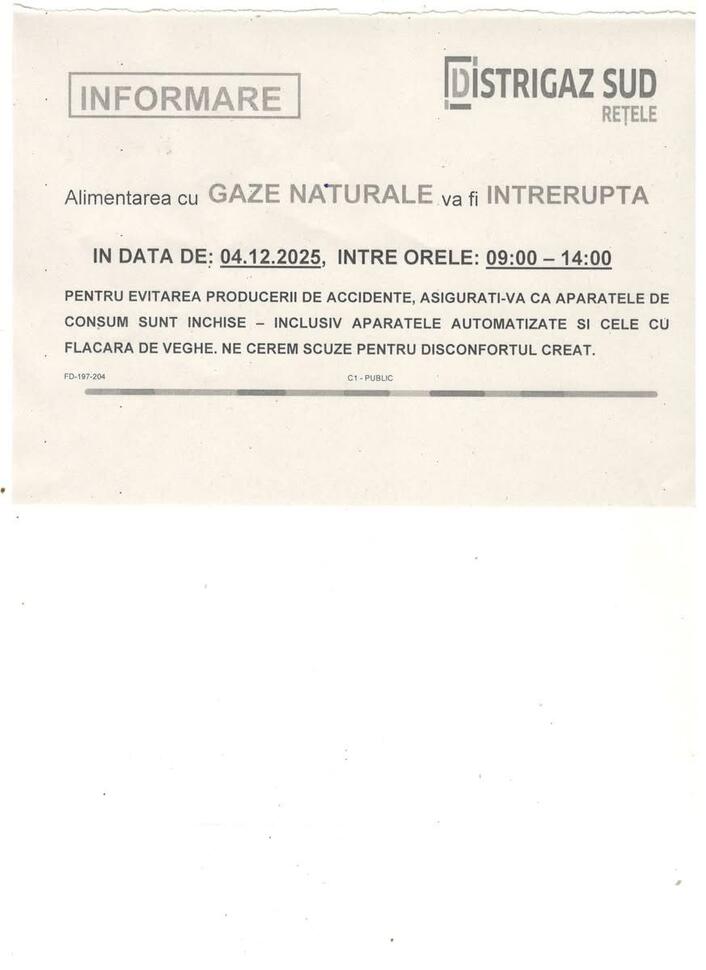 INFORMARE
DISTRIGAZ SUD
REȚELE
Alimentarea cu GAZE NATURALE va fi INTRERUPTA
IN DATA DE: 04.12.2025, INTRE ORELE: 09:00 – 14:00
PENTRU EVITAREA PRODUCERII DE ACCIDENTE, ASIGURATI-VA CA APARATELE DE
CONSUM SUNT INCHISE – INCLUSIV APARATELE AUTOMATIZATE SI CELE CU
FLACARA DE VEGHE. NE CEREM SCUZE PENTRU DISCONFORTUL CREAT.
FD-197-204
C1 - PUBLIC